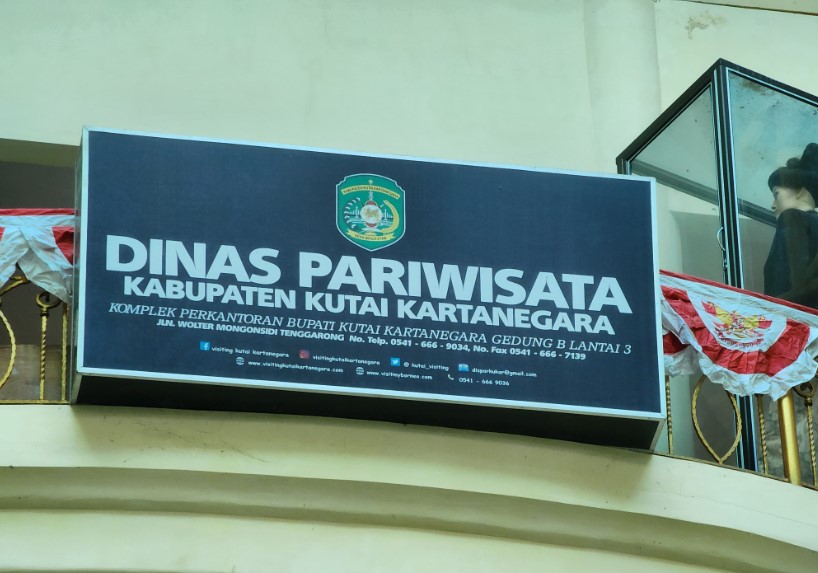 DINAS PARIWISATA
KABUPATEN KUTAI KARTANEGARA
KOMPLEK PERKANTORAN BUPATI KUTAI KARTANEGARA GEDUNG B LANTAI 3
JLN. WOLTER MONGONSIDI TENGGARONG No. Telp. 0541 - 666 - 9034, No. Fax 0541 - 666 - 7139
visiting kutai kartanegara visitingkutaikartanegara @ kutai_visiting disparkukar@gmail.com
www.visitingkutaikartanegara.com www.visitmyborneo.com 0541 - 666 9036